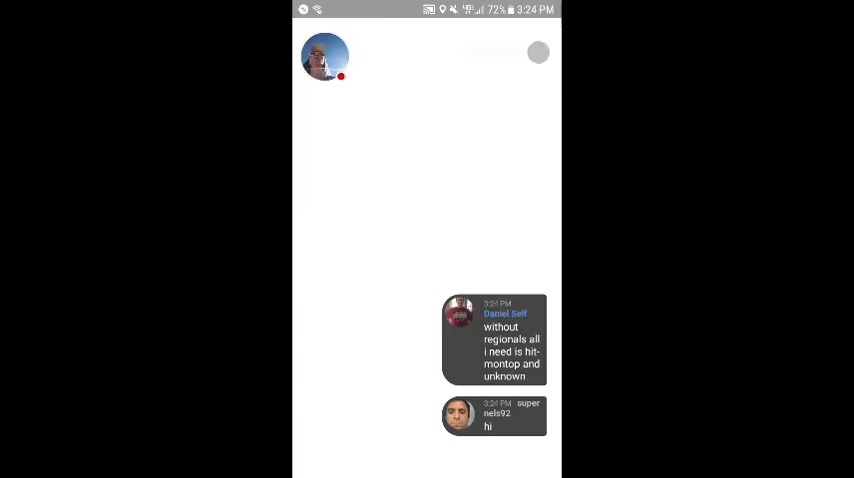 72% 3:24 PM
3:24 PM
Daniel Self
without
regionals all
i need is hit-
montop and
unknown
3:24 PM super
nels92
hi